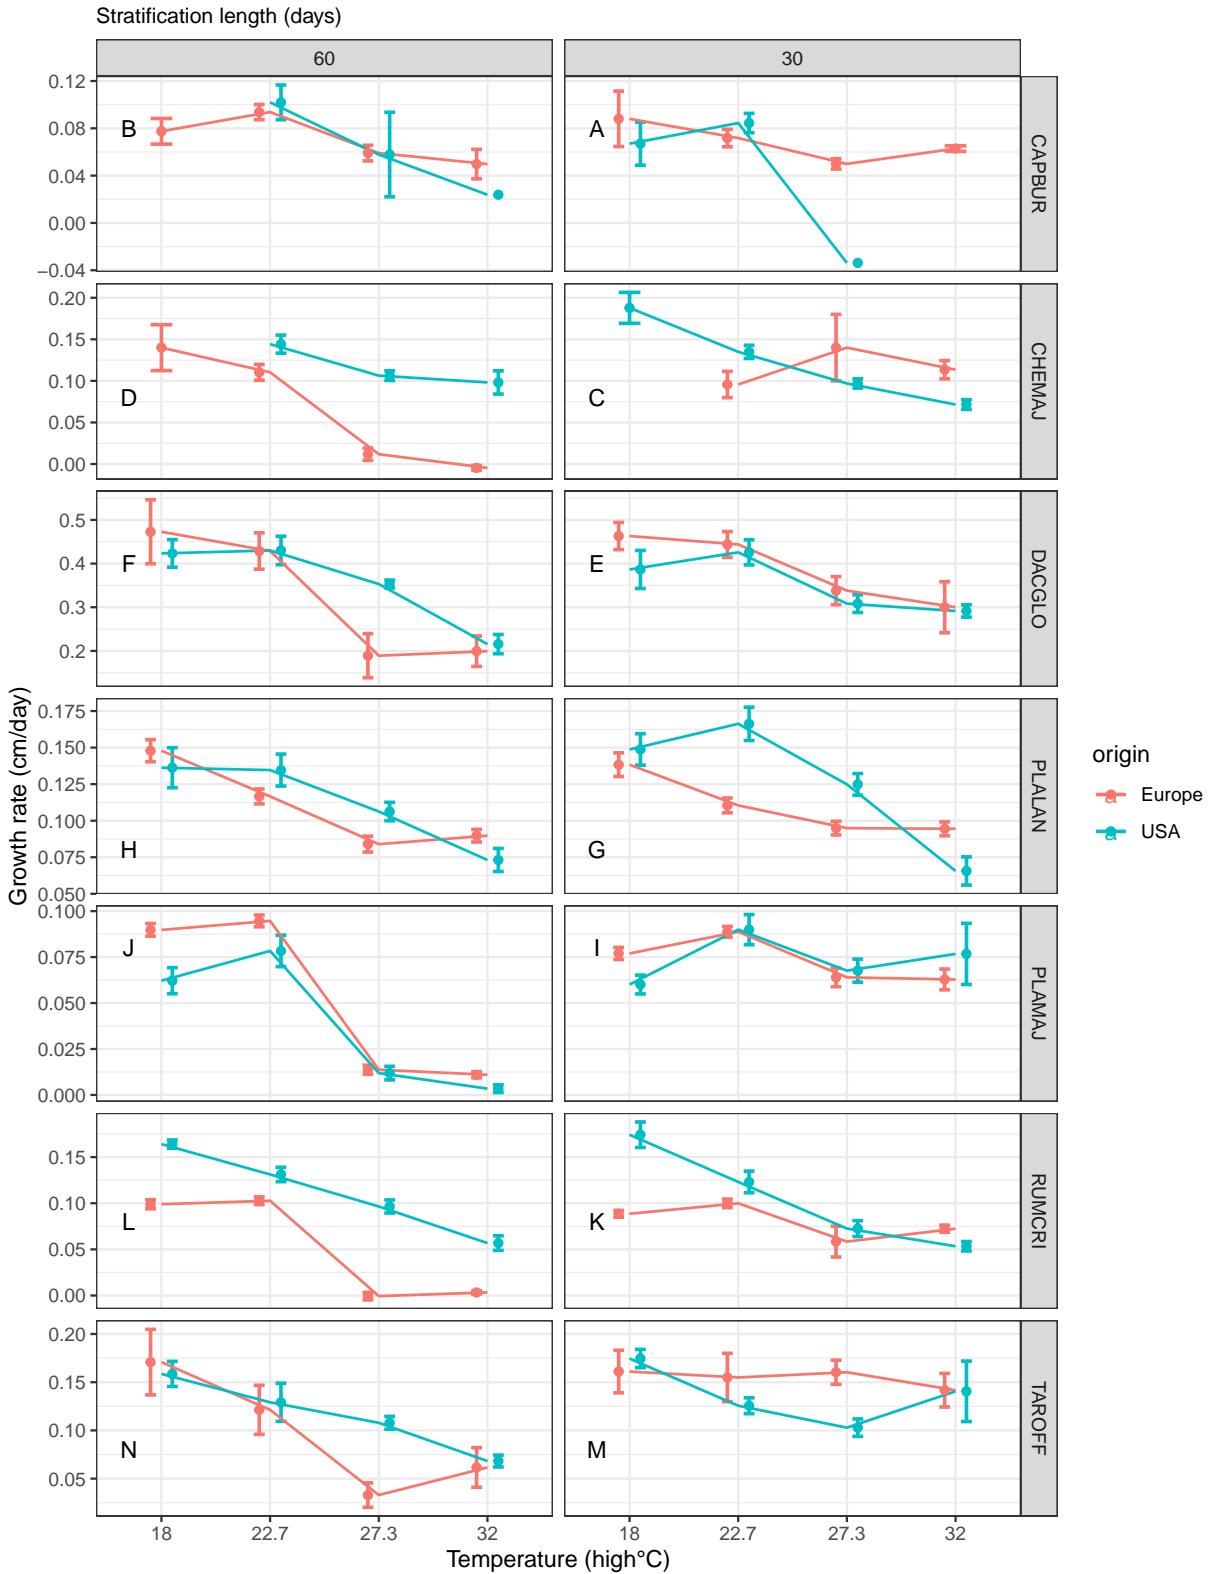 Stratification length (days)
60
30
0.12
0.08
0.04
0.00
−0.04
B
A
CAPBUR
0.20
0.15
0.10
0.05
0.00
D
C
CHEMAJ
0.5
0.4
0.3
0.2
F
E
DACGLO
0.175
0.150
0.125
0.100
0.075
0.050
H
G
PLALAN
0.100
0.075
0.050
0.025
0.000
J
I
PLAMAJ
0.15
0.10
0.05
0.00
L
K
RUMCRI
0.20
0.15
0.10
0.05
N
M
TAROFF
18 22.7 27.3 32
18 22.7 27.3 32
Temperature (high°C)
Growth rate (cm/day)
origin
a Europe
a USA